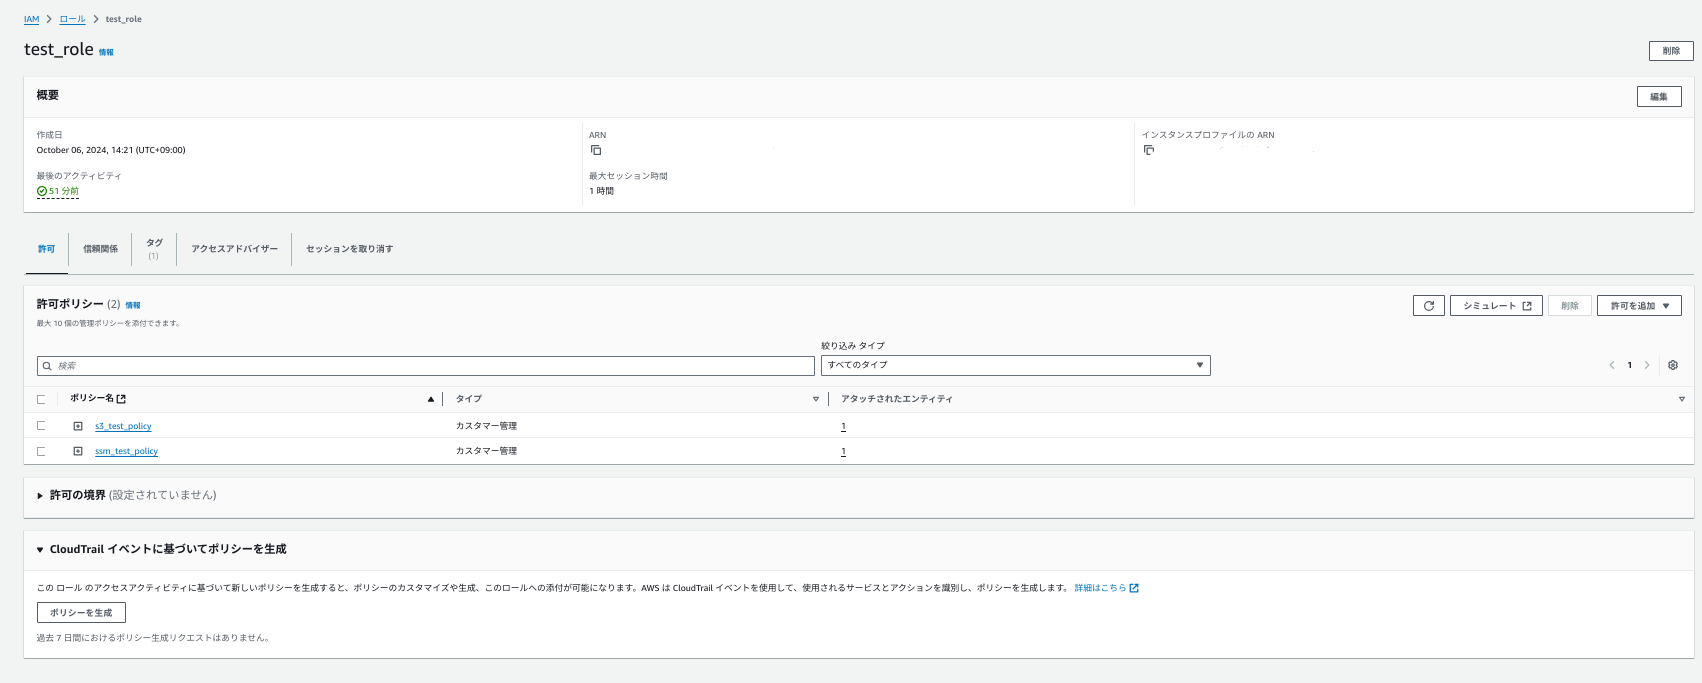 IAM > ロール > test_role
test_role 情報
削除
概要
編集
作成日
October 06, 2024, 14:21 (UTC+09:00)
ARN
インスタンスプロファイルの ARN
最後のアクティビティ
51 分前
最大セッション時間
1 時間
許可
信頼関係
タグ
(1)
アクセスアドバイザー
セッションを取り消す
許可ポリシー (2) 情報
最大 10 個の管理ポリシーを添付できます。
シミュレート
削除
許可を追加
絞り込み タイプ
検索
すべてのタイプ
1
ポリシー名
タイプ
アタッチされたエンティティ
s3_test_policy
カスタマー管理
1
ssm_test_policy
カスタマー管理
1
許可の境界 (設定されていません)
CloudTrail イベントに基づいてポリシーを生成
この ロール のアクセスアクティビティに基づいて新しいポリシーを生成すると、ポリシーのカスタマイズや生成、このロールへの添付が可能になります。AWS は CloudTrail イベントを使用して、使用されるサービスとアクションを識別し、ポリシーを生成します。 詳細はこちら
ポリシーを生成
過去 7 日間におけるポリシー生成リクエストはありません。